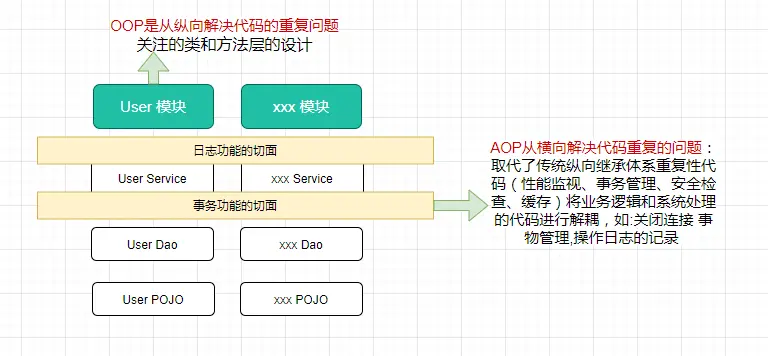 OOP是从纵向解决代码的重复问题
关注的类和方法层的设计
User 模块
xxx 模块
日志功能的切面
User Service
xxx Service
事务功能的切面
User Dao
xxx Dao
User POJO
xxx POJO
AOP从横向解决代码重复的问题：
取代了传统纵向继承体系重复性代
码（性能监视、事务管理、安全检
查、缓存）将业务逻辑和系统处理
的代码进行解耦，如:关闭连接 事
物管理,操作日志的记录